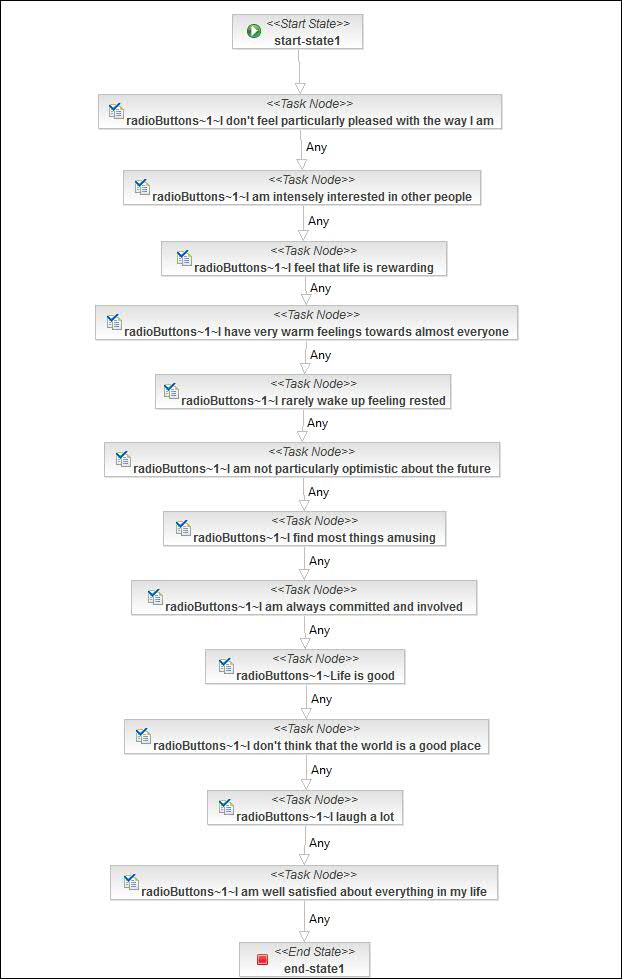 <<Start State>>
start-state1
<<Task Node>>
radioButtons~1~I don't feel particularly pleased with the way I am
Any
<<Task Node>>
radioButtons~1~I am intensely interested in other people
Any
<<Task Node>>
radioButtons~1~I feel that life is rewarding
Any
<<Task Node>>
radioButtons~1~I have very warm feelings towards almost everyone
Any
<<Task Node>>
radioButtons~1~I rarely wake up feeling rested
Any
<<Task Node>>
radioButtons~1~I am not particularly optimistic about the future
Any
<<Task Node>>
radioButtons~1~I find most things amusing
Any
<<Task Node>>
radioButtons~1~I am always committed and involved
Any
<<Task Node>>
radioButtons~1~Life is good
Any
<<Task Node>>
radioButtons~1~I don't think that the world is a good place
Any
<<Task Node>>
radioButtons~1~I laugh a lot
Any
<<Task Node>>
radioButtons~1~I am well satisfied about everything in my life
Any
<<End State>>
end-state1